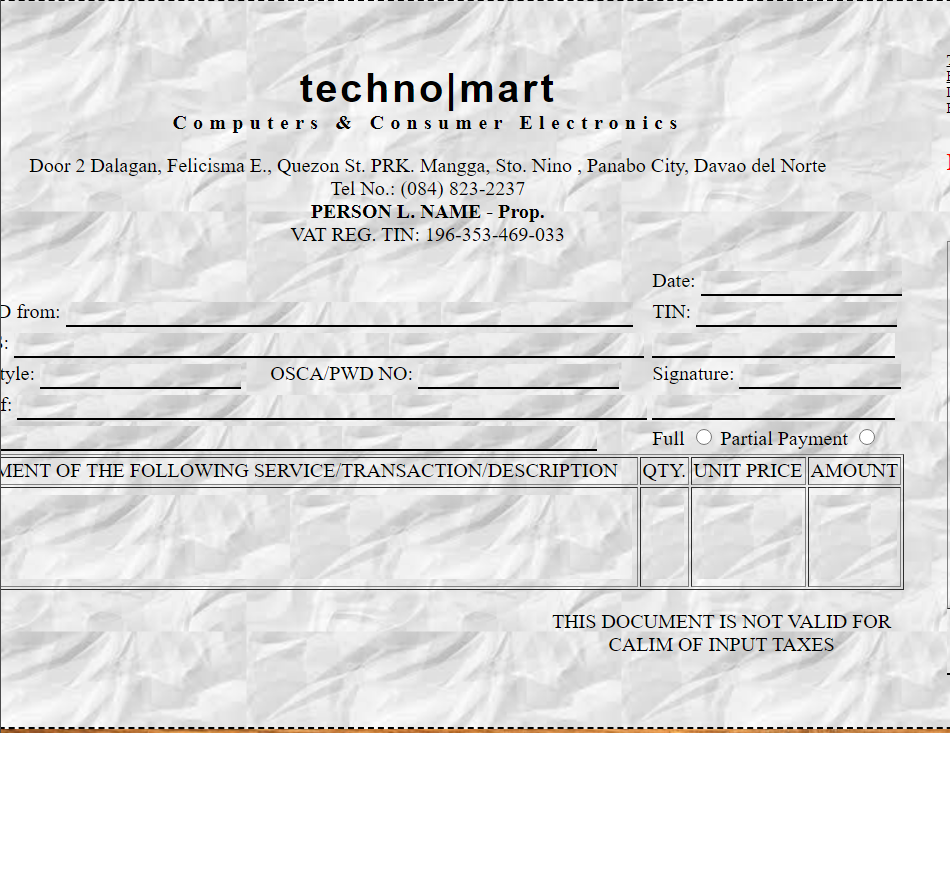 techno|mart
Computers & Consumer Electronics
Door 2 Dalagan, Felicisma E., Quezon St. PRK. Mangga, Sto. Nino , Panabo City, Davao del Norte
Tel No.: (084) 823-2237
PERSON L. NAME - Prop.
VAT REG. TIN: 196-353-469-033
Date:
D from: TIN:
:
tyle: OSCA/PWD NO: Signature:
f:
Full Partial Payment
MENT OF THE FOLLOWING SERVICE/TRANSACTION/DESCRIPTION QTY. UNIT PRICE AMOUNT
THIS DOCUMENT IS NOT VALID FOR
CALIM OF INPUT TAXES